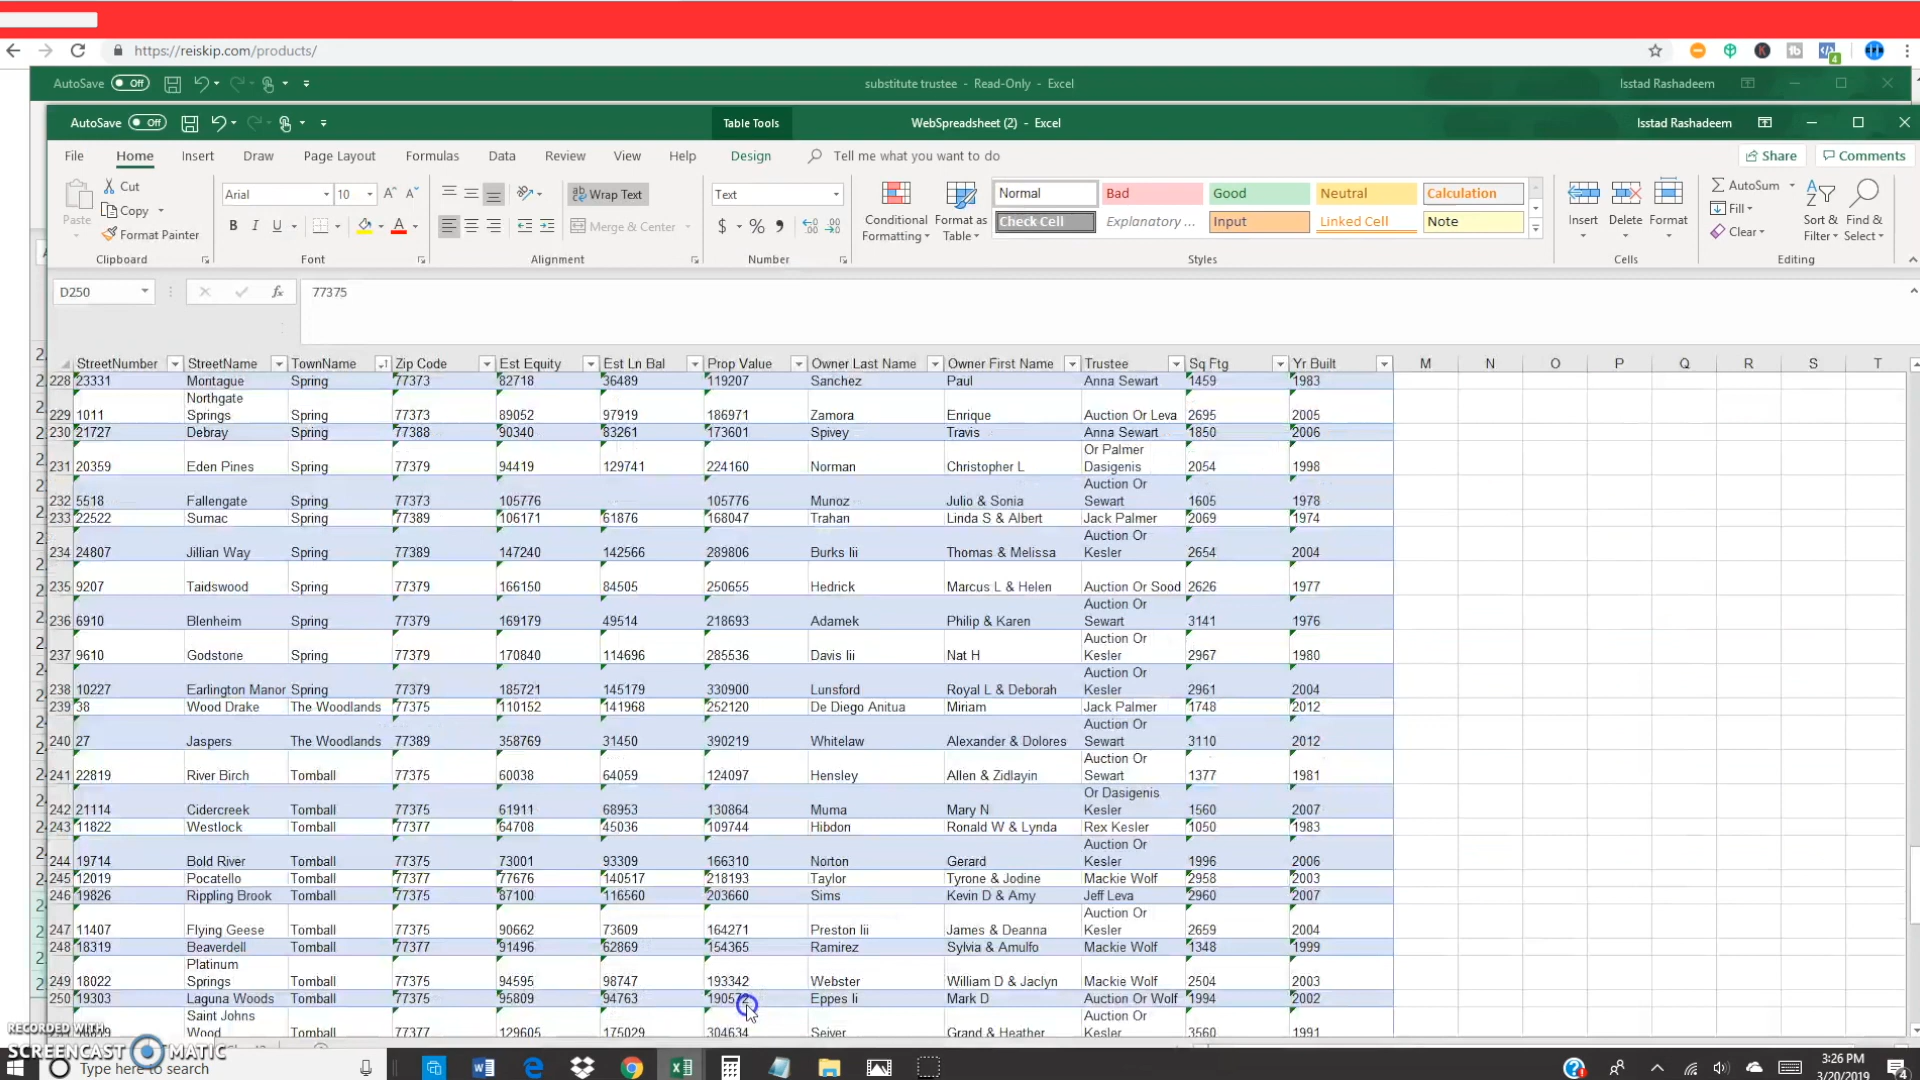 https://reiskip.com/products/
AutoSave Off substitute trustee - Read-Only - Excel Isstad Rashadeem
AutoSave Off Table Tools WebSpreadsheet (2) - Excel Isstad Rashadeem
File Home Insert Draw Page Layout Formulas Data Review View Help Design Tell me what you want to do Share Comments
Paste Cut Copy Format Painter Clipboard
Arial 10 B I U Font
Wrap Text Merge & Center Alignment
Text $ % Number
Conditional Formatting Format as Table
Normal Bad Good Neutral Calculation
Check Cell Explanatory ... Input Linked Cell Note
Styles
Insert Delete Format Cells
AutoSum Fill Clear Sort & Filter Find & Select Editing
D250 fx 77375
StreetNumber StreetName TownName Zip Code Est Equity Est Ln Bal Prop Value Owner Last Name Owner First Name Trustee Sq Ftg Yr Built M N O P Q R S T
228 23331 Montague Spring 77373 82718 36489 119207 Sanchez Paul Anna Sewart 1459 1983
229 1011 Northgate Springs Spring 77373 89052 97919 186971 Zamora Enrique Auction Or Leva 2695 2005
230 21727 Debray Spring 77388 90340 83261 173601 Spivey Travis Anna Sewart 1850 2006
231 20359 Eden Pines Spring 77379 94419 129741 224160 Norman Christopher L Or Palmer Dasigenis 2054 1998
232 5518 Fallengate Spring 77373 105776 105776 Munoz Julio & Sonia Auction Or Sewart 1605 1978
233 22522 Sumac Spring 77389 106171 61876 168047 Trahan Linda S & Albert Jack Palmer 2069 1974
234 24807 Jillian Way Spring 77389 147240 142566 289806 Burks Iii Thomas & Melissa Auction Or Kesler 2654 2004
235 9207 Taidswood Spring 77379 166150 84505 250655 Hedrick Marcus L & Helen Auction Or Sood 2626 1977
236 6910 Blenheim Spring 77379 169179 49514 218693 Adamek Philip & Karen Auction Or Sewart 3141 1976
237 9610 Godstone Spring 77379 170840 114696 285536 Davis Iii Nat H Auction Or Kesler 2967 1980
238 10227 Earlington Manor Spring 77379 185721 145179 330900 Lunsford Royal L & Deborah Auction Or Kesler 2961 2004
239 38 Wood Drake The Woodlands 77375 110152 141968 252120 De Diego Anitua Miriam Jack Palmer 1748 2012
240 27 Jaspers The Woodlands 77389 358769 31450 390219 Whitelaw Alexander & Dolores Auction Or Sewart 3110 2012
241 22819 River Birch Tomball 77375 60038 64059 124097 Hensley Allen & Zidlayin Auction Or Sewart 1377 1981
242 21114 Cidercreek Tomball 77375 61911 68953 130864 Muma Mary N Or Dasigenis Kesler 1560 2007
243 11822 Westlock Tomball 77377 64708 45036 109744 Hibdon Ronald W & Lynda Rex Kesler 1050 1983
244 19714 Bold River Tomball 77375 73001 93309 166310 Norton Gerard Auction Or Kesler 1996 2006
245 12019 Pocatello Tomball 77377 77676 140517 218193 Taylor Tyrone & Jodine Mackie Wolf 2958 2003
246 19826 Rippling Brook Tomball 77375 87100 116560 203660 Sims Kevin D & Amy Jeff Leva 2960 2007
247 11407 Flying Geese Tomball 77375 90662 73609 164271 Preston Iii James & Deanna Auction Or Kesler 2659 2004
248 18319 Beaverdell Tomball 77377 91496 62869 154365 Ramirez Sylvia & Arnulfo Mackie Wolf 1348 1999
249 18022 Platinum Springs Tomball 77375 94595 98747 193342 Webster William D & Jaclyn Mackie Wolf 2504 2003
250 19303 Laguna Woods Tomball 77375 95809 94763 Eppes Ii Mark D Auction Or Wolf 1994 2002
Saint Johns Wood Tomball 77377 129605 175029 304634 Seiver Grand & Heather Auction Or Kesler 3560 1991
RECORDED WITH
SCREENCAST MATIC
Type here to search
3:26 PM
3/20/2019